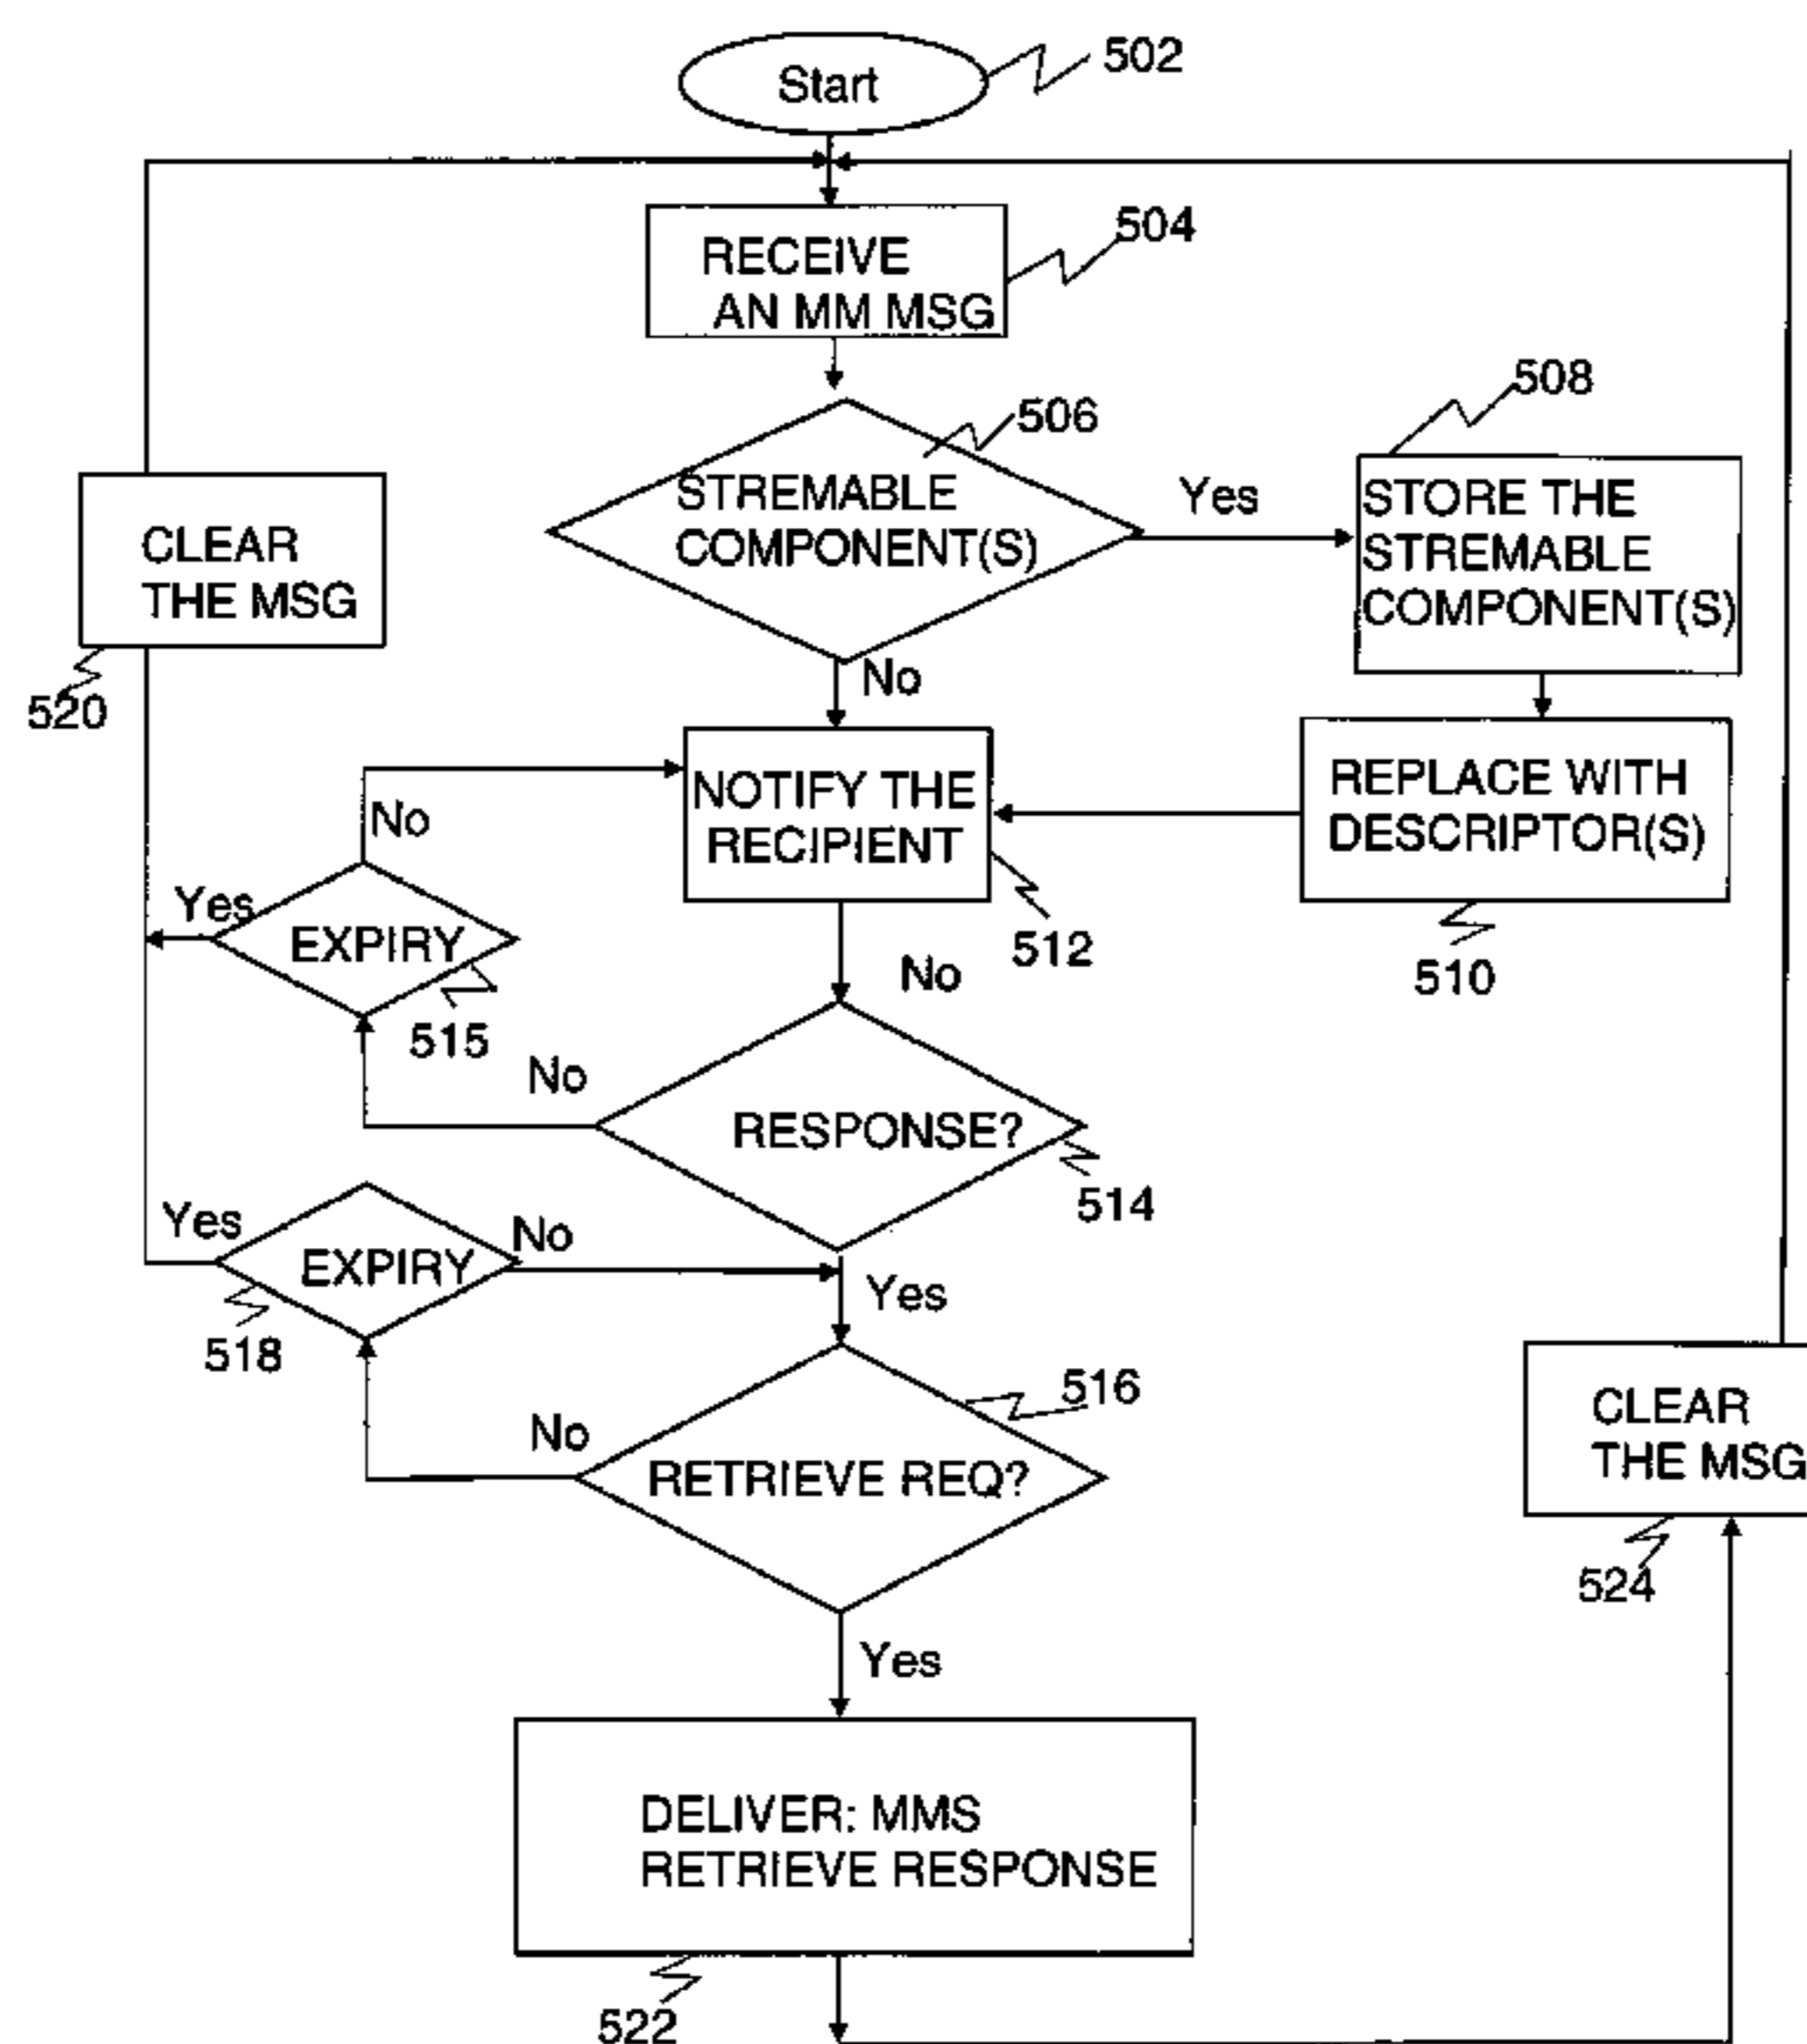 Start
502
RECEIVE
AN MM MSG
504
STREMABLE
COMPONENT(S)
506
Yes
508
STORE THE
STREMABLE
COMPONENT(S)
CLEAR
THE MSG
520
No
NOTIFY THE
RECIPIENT
512
REPLACE WITH
DESCRIPTOR(S)
510
No
Yes
EXPIRY
515
No
No
RESPONSE?
514
Yes
EXPIRY
No
518
Yes
516
No
RETRIEVE REQ?
CLEAR
THE MSG
524
Yes
DELIVER: MMS
RETRIEVE RESPONSE
522